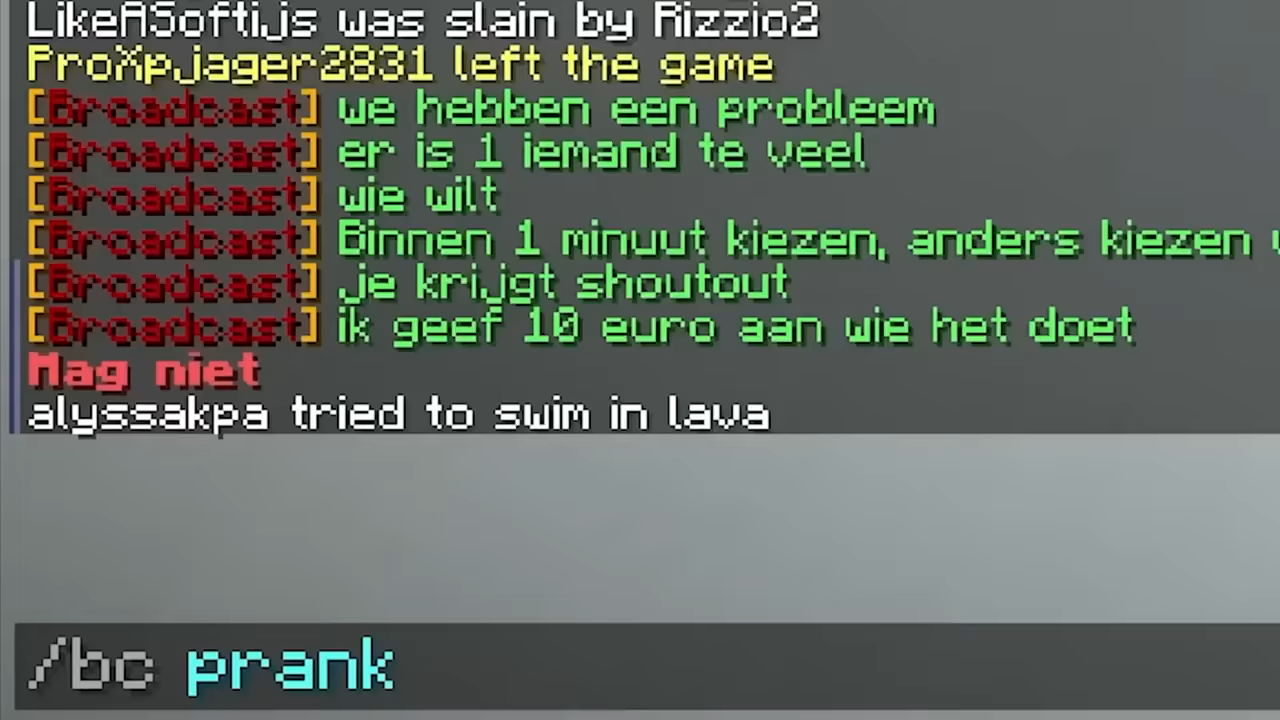 LikeASoftijs was slain by Rizzio2
ProXpjager2831 left the game
[Broadcast] we hebben een probleem
[Broadcast] er is 1 iemand te veel
[Broadcast] wie wilt
[Broadcast] Binnen 1 minuut kiezen, anders kiezen
[Broadcast] je krijgt shoutout
[Broadcast] ik geef 10 euro aan wie het doet
Mag niet
alyssakpa tried to swim in lava
/bc prank